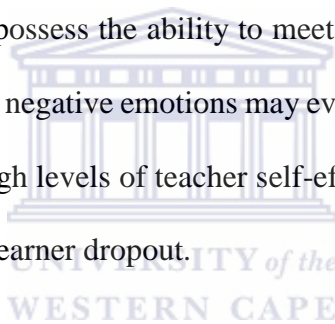 possess the ability to meet
negative emotions may ev
gh levels of teacher self-ef
earner dropout.
UNIVERSITY of the
WESTERN CAPE